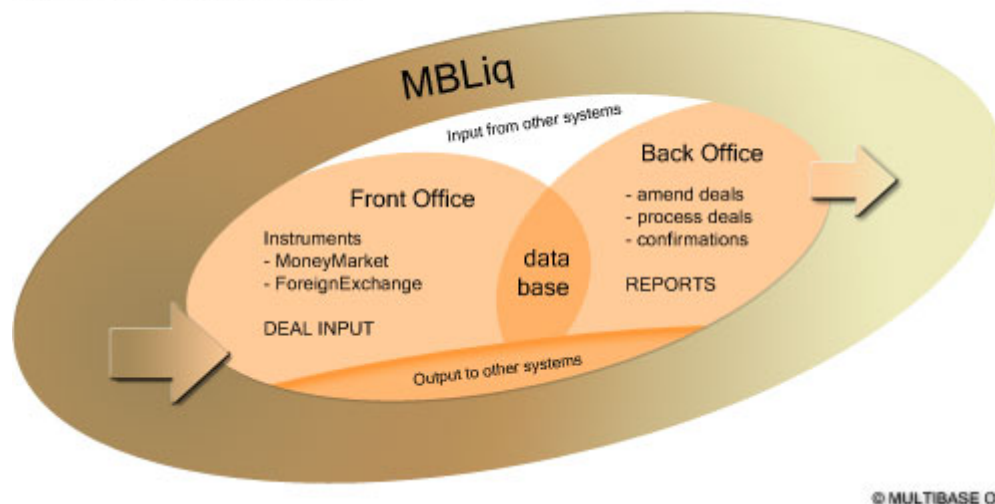 MBLiq
Input from other systems
Front Office
Instruments
- MoneyMarket
- ForeignExchange
DEAL INPUT
data
base
Back Office
- amend deals
- process deals
- confirmations
REPORTS
Output to other systems
© MULTIBASE